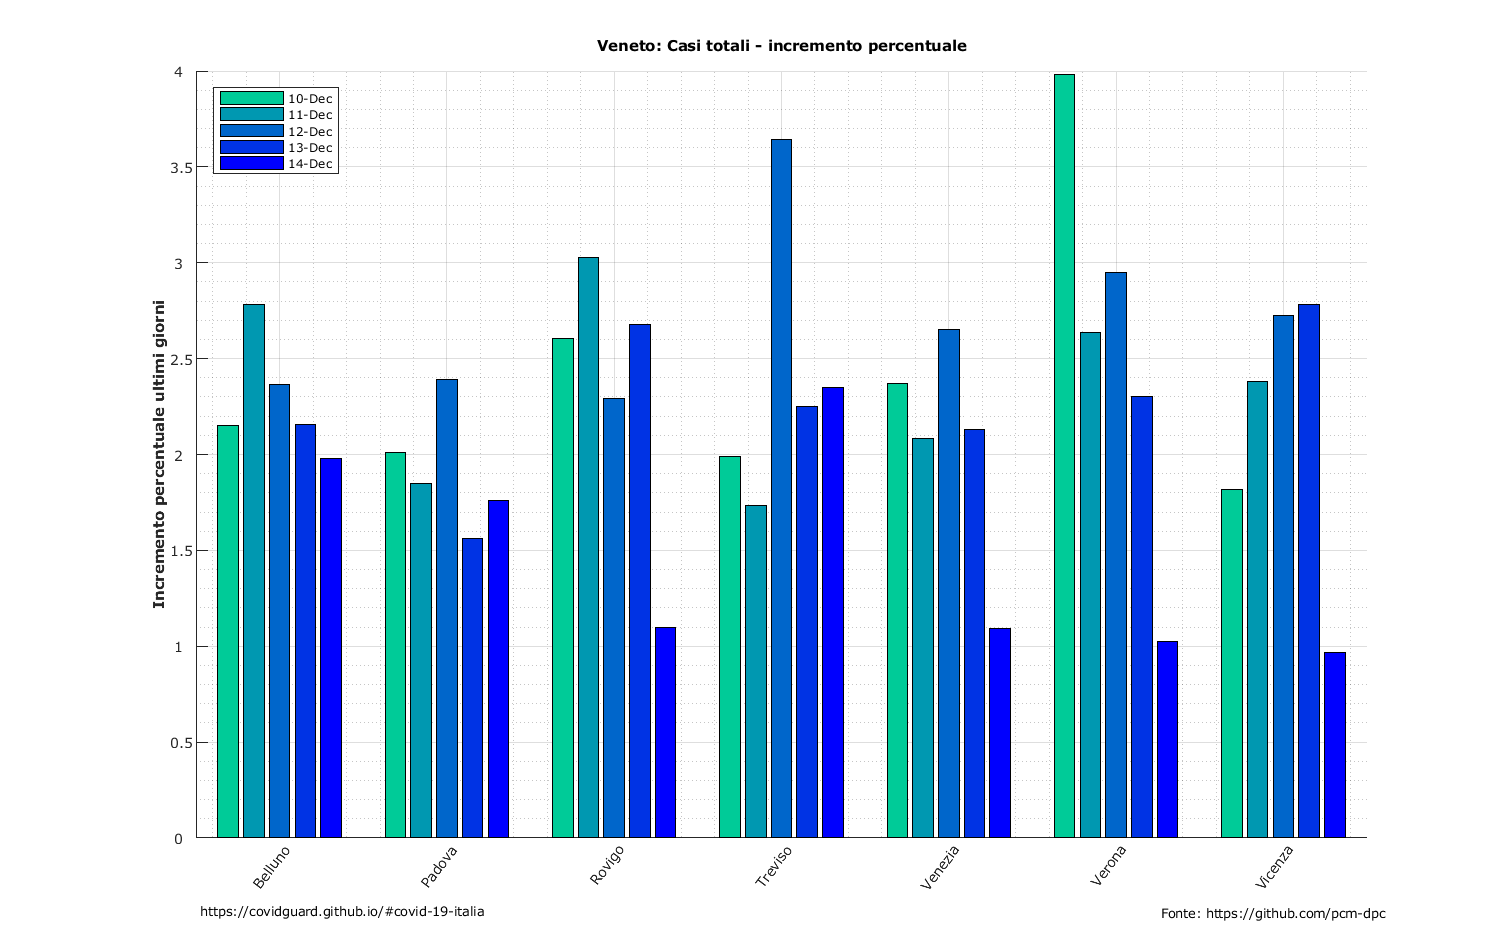 Veneto: Casi totali - incremento percentuale
Incremento percentuale ultimi giorni
4
3.5
3
2.5
2
1.5
1
0.5
0
10-Dec
11-Dec
12-Dec
13-Dec
14-Dec
Belluno
Padova
Rovigo
Treviso
Venezia
Verona
Vicenza
https://covidguard.github.io/#covid-19-italia
Fonte: https://github.com/pcm-dpc